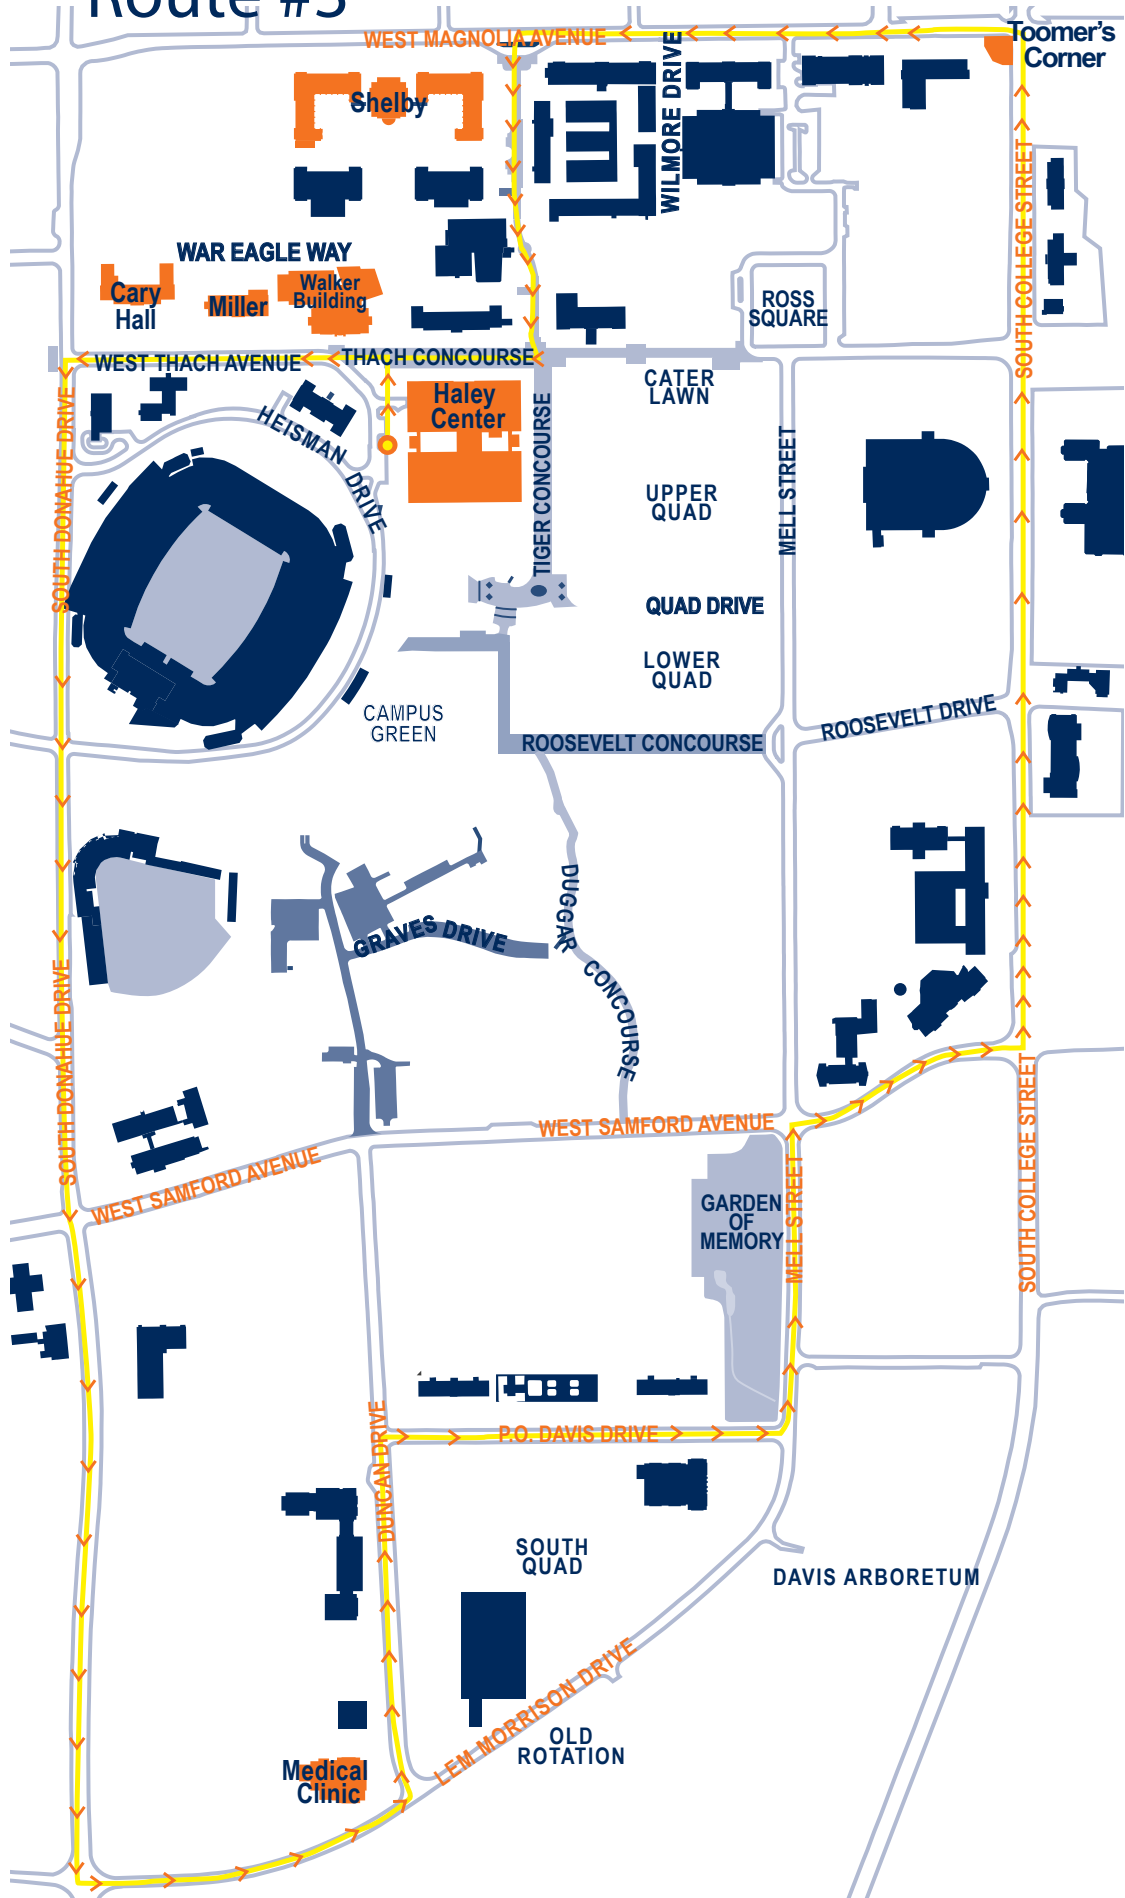 Route #3
WEST MAGNOLIA AVENUE
Toomer's
Corner
WILMORE DRIVE
Shelby
SOUTH COLLEGE STREET
WAR EAGLE WAY
Cary
Hall
Miller
Walker
Building
ROSS
SQUARE
WEST THACH AVENUE
THACH CONCOURSE
CATER
LAWN
Haley
Center
HEISMAN DRIVE
SOUTH DONAHUE DRIVE
TIGER CONCOURSE
MELL STREET
UPPER
QUAD
QUAD DRIVE
LOWER
QUAD
CAMPUS
GREEN
ROOSEVELT CONCOURSE
ROOSEVELT DRIVE
DUGGAR CONCOURSE
GRAVES DRIVE
SOUTH DONAHUE DRIVE
SOUTH COLLEGE STREET
WEST SAMFORD AVENUE
WEST SAMFORD AVENUE
GARDEN
OF
MEMORY
MELL STREET
DUNCAN DRIVE
P.O. DAVIS DRIVE
SOUTH
QUAD
DAVIS ARBORETUM
LEM MORRISON DRIVE
OLD
ROTATION
Medical
Clinic